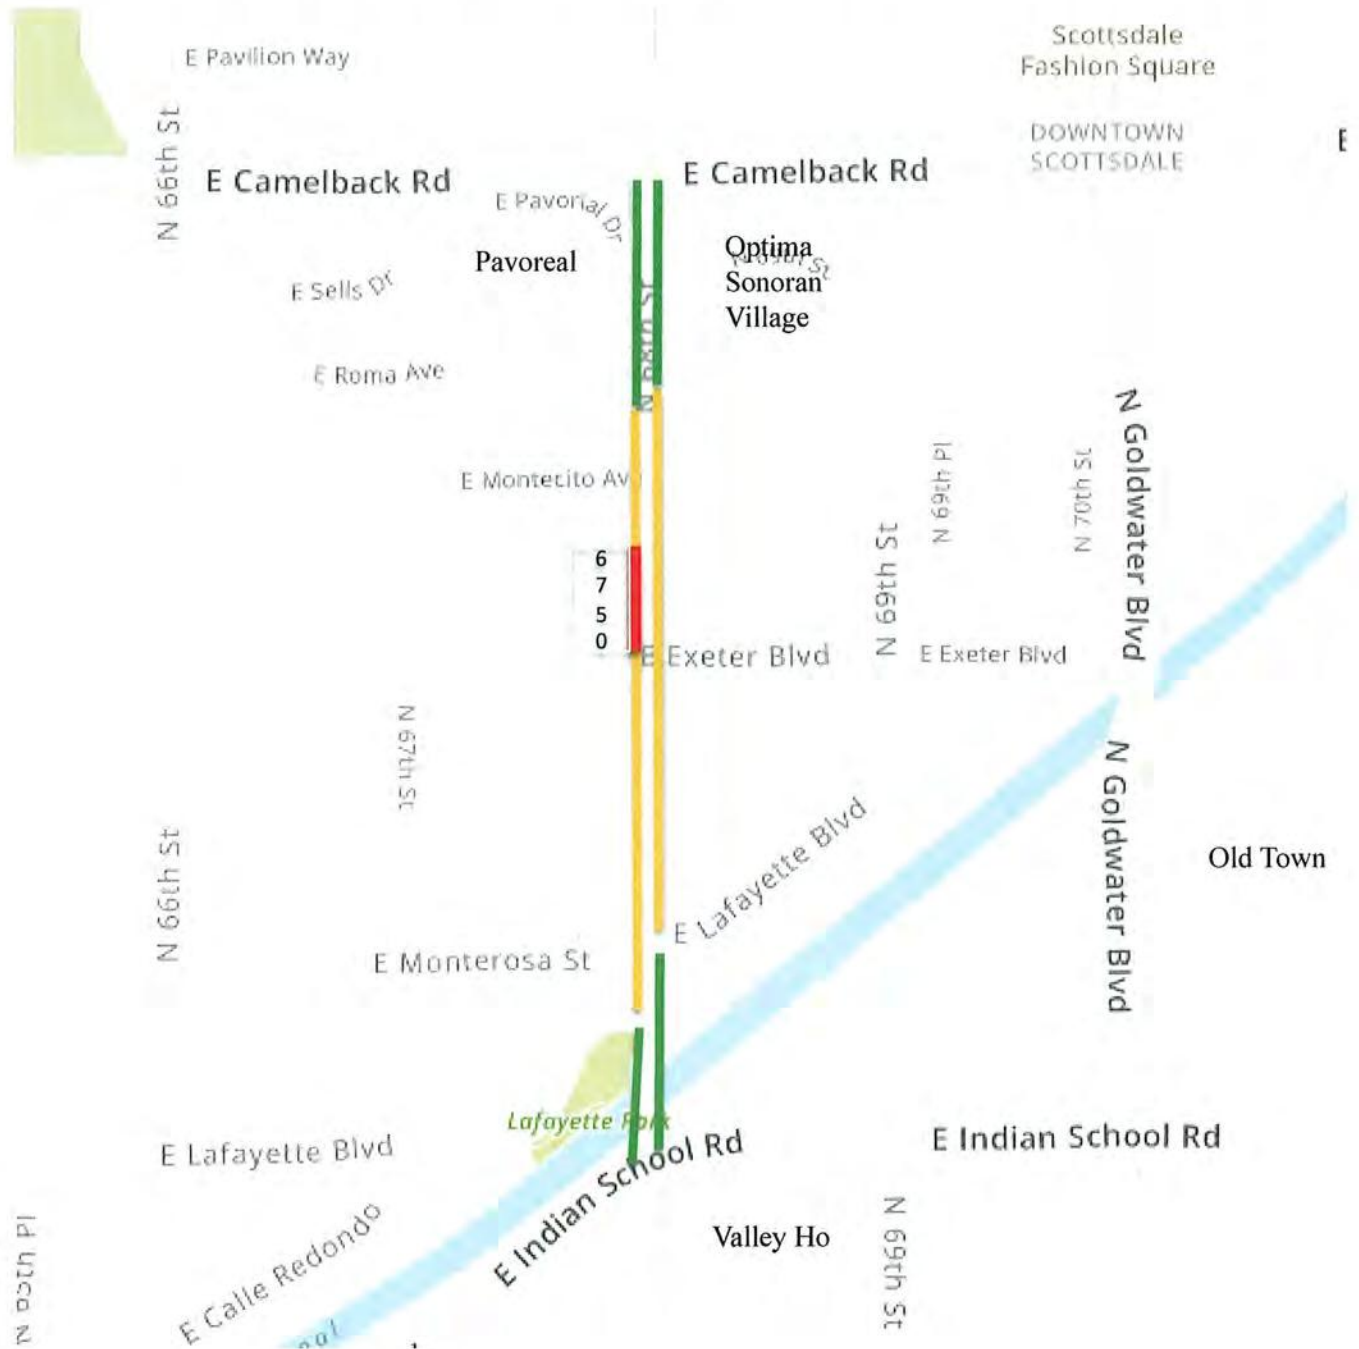 Scottsdale
Fashion Square
E Pavilion Way
DOWNTOWN
SCOTTSDALE
E
N 66th St
E Camelback Rd
E Camelback Rd
E Pavorial Dr
Pavoreal
Optima
Sonoran
Village
E Sells Dr
N 68th St
E Roma Ave
N Goldwater Blvd
E Montecito Av
N 69th Pl
N 70th St
6
7
5
0
N 69th St
E Exeter Blvd
E Exeter Blvd
N 67th St
N Goldwater Blvd
E Lafayette Blvd
Old Town
N 66th St
E Monterosa St
Lafayette Park
E Lafayette Blvd
E Indian School Rd
E Indian School Rd
N 69th St
Valley Ho
E Calle Redondo